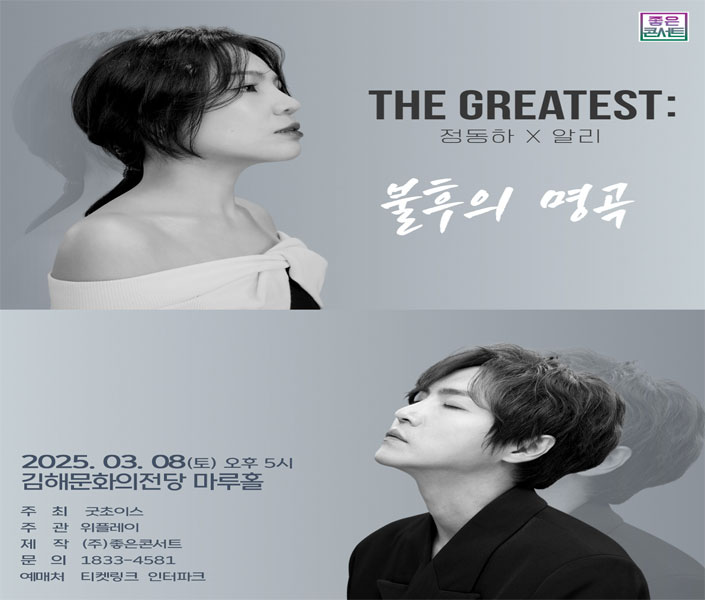 좋은
콘서트
THE GREATEST:
정동하 X 알리
불후의 명곡
2025. 03. 08(토) 오후 5시
김해문화의전당 마루홀
주 최 굿초이스
주 관 위플레이
제 작 (주)좋은콘서트
문 의 1833-4581
예매처 티켓링크 인터파크